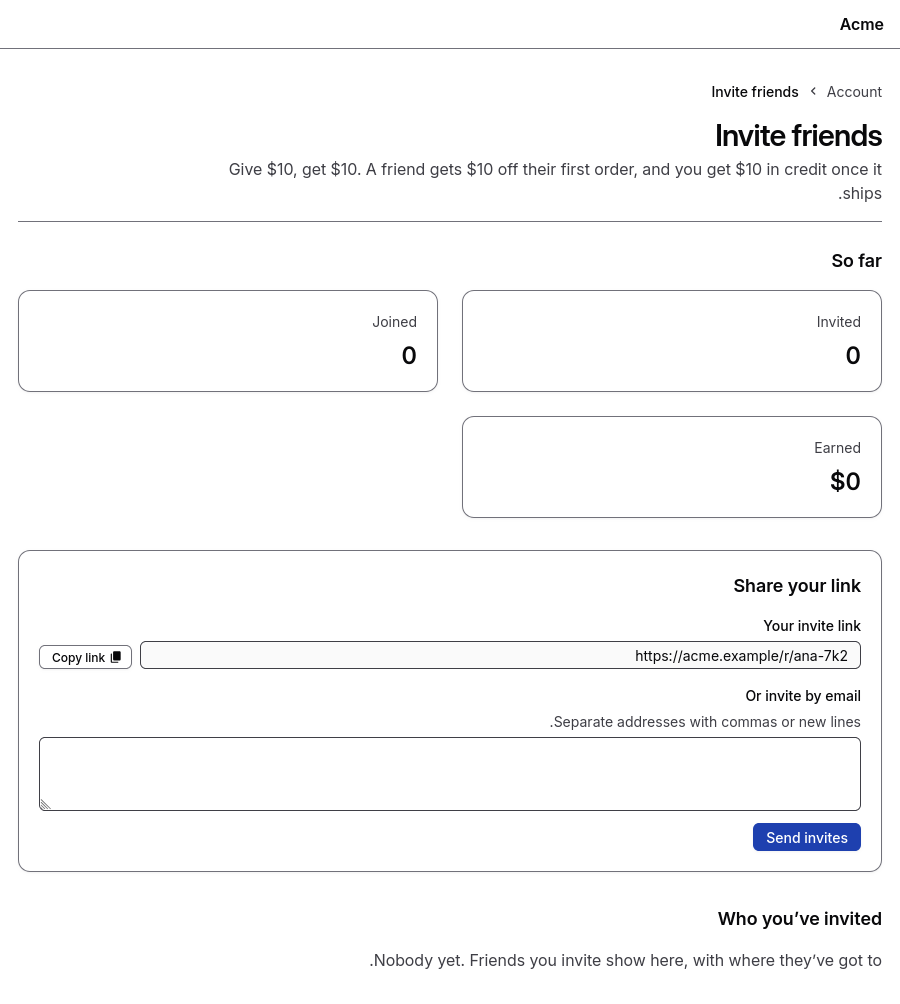 Acme
Account
Invite friends
Invite friends
Give $10, get $10. A friend gets $10 off their first order, and you get $10 in credit once it
ships.
So far
Invited
0
Joined
0
Earned
$0
Share your link
Your invite link
https://acme.example/r/ana-7k2
Copy link
Or invite by email
Separate addresses with commas or new lines.
Send invites
Who you’ve invited
Nobody yet. Friends you invite show here, with where they’ve got to.